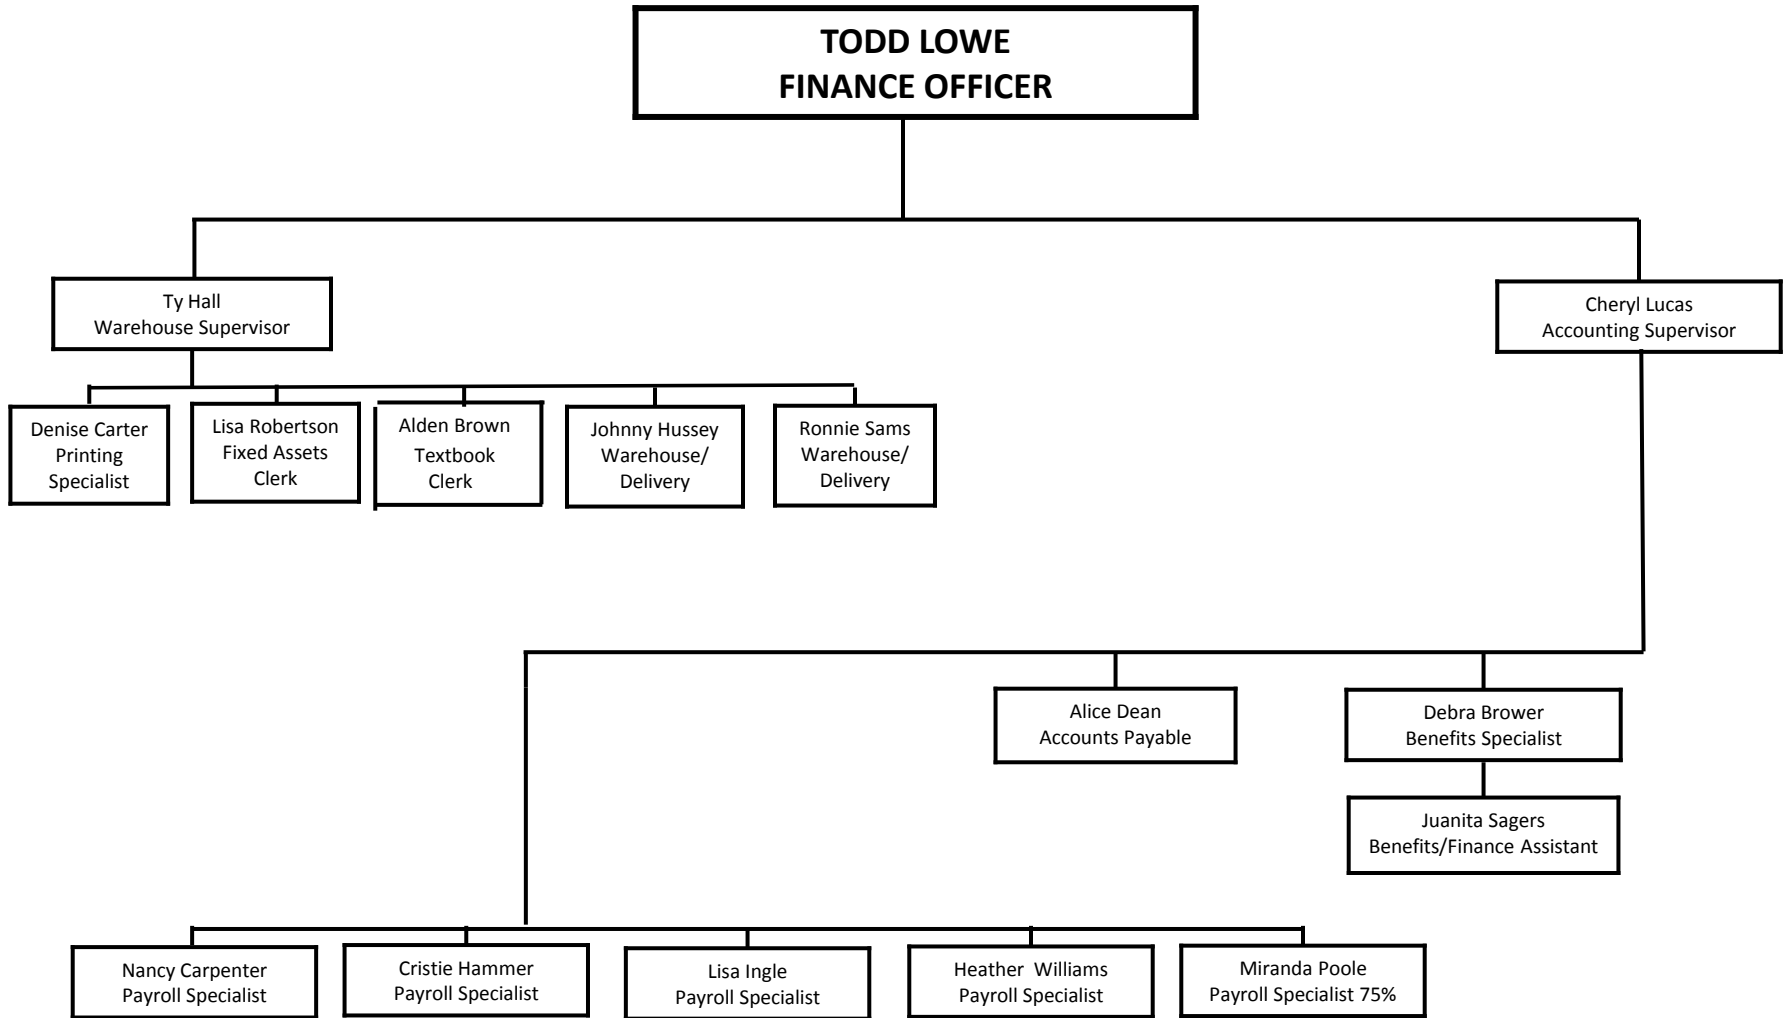 TODD LOWE
FINANCE OFFICER
Ty Hall
Warehouse Supervisor
Cheryl Lucas
Accounting Supervisor
Denise Carter
Printing
Specialist
Lisa Robertson
Fixed Assets
Clerk
Alden Brown
Textbook
Clerk
Johnny Hussey
Warehouse/
Delivery
Ronnie Sams
Warehouse/
Delivery
Alice Dean
Accounts Payable
Debra Brower
Benefits Specialist
Juanita Sagers
Benefits/Finance Assistant
Nancy Carpenter
Payroll Specialist
Cristie Hammer
Payroll Specialist
Lisa Ingle
Payroll Specialist
Heather  Williams
Payroll Specialist
Miranda Poole
Payroll Specialist 75%